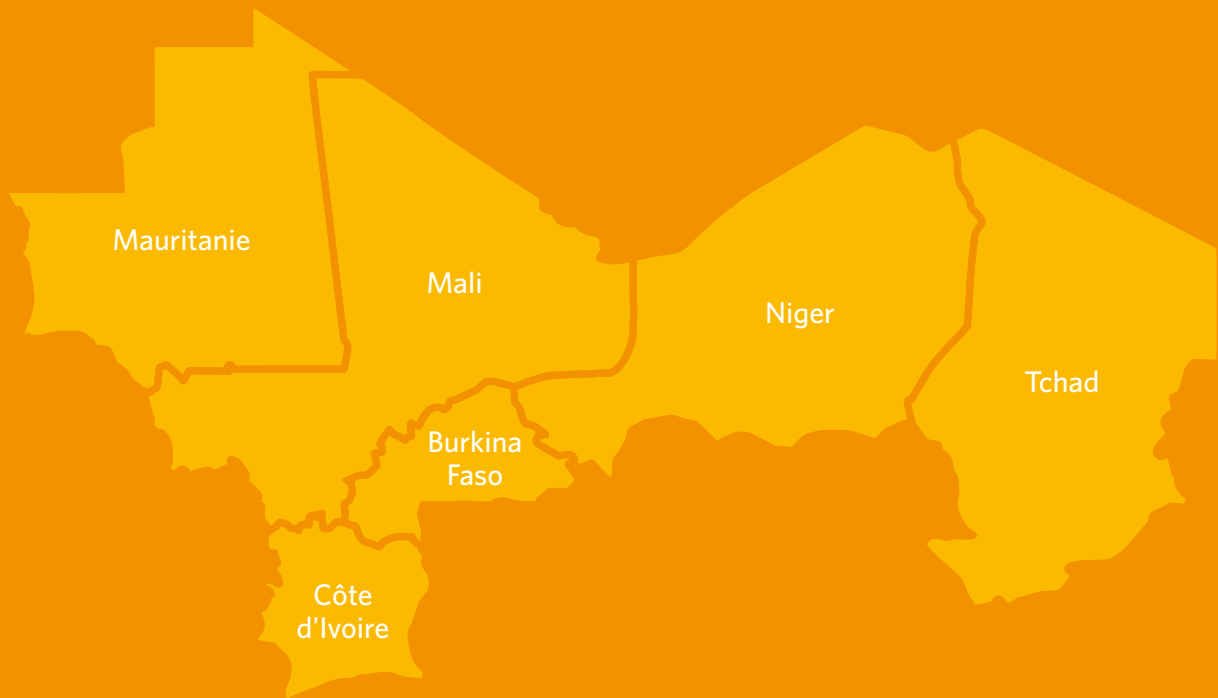 Mauritanie
Mali
Niger
Tchad
Burkina
Faso
Côte
d'Ivoire